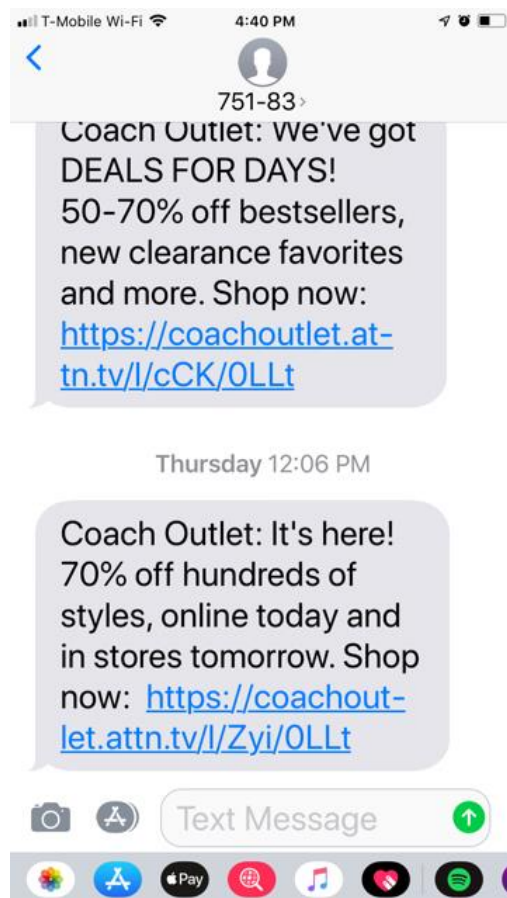 T-Mobile Wi-Fi 4:40 PM
751-83
Coach Outlet: We've got
DEALS FOR DAYS!
50-70% off bestsellers,
new clearance favorites
and more. Shop now:
https://coachoutlet.at-
tn.tv/l/cCK/0LLt
Thursday 12:06 PM
Coach Outlet: It's here!
70% off hundreds of
styles, online today and
in stores tomorrow. Shop
now: https://coachout-
let.attn.tv/l/Zyi/0LLt
Text Message
Pay